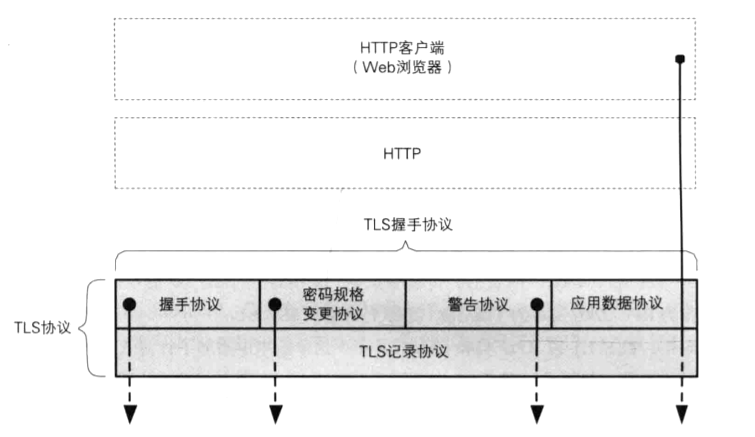 HTTP客户端
（Web浏览器）
HTTP
TLS握手协议
TLS协议
握手协议
密码规格
变更协议
警告协议
应用数据协议
TLS记录协议